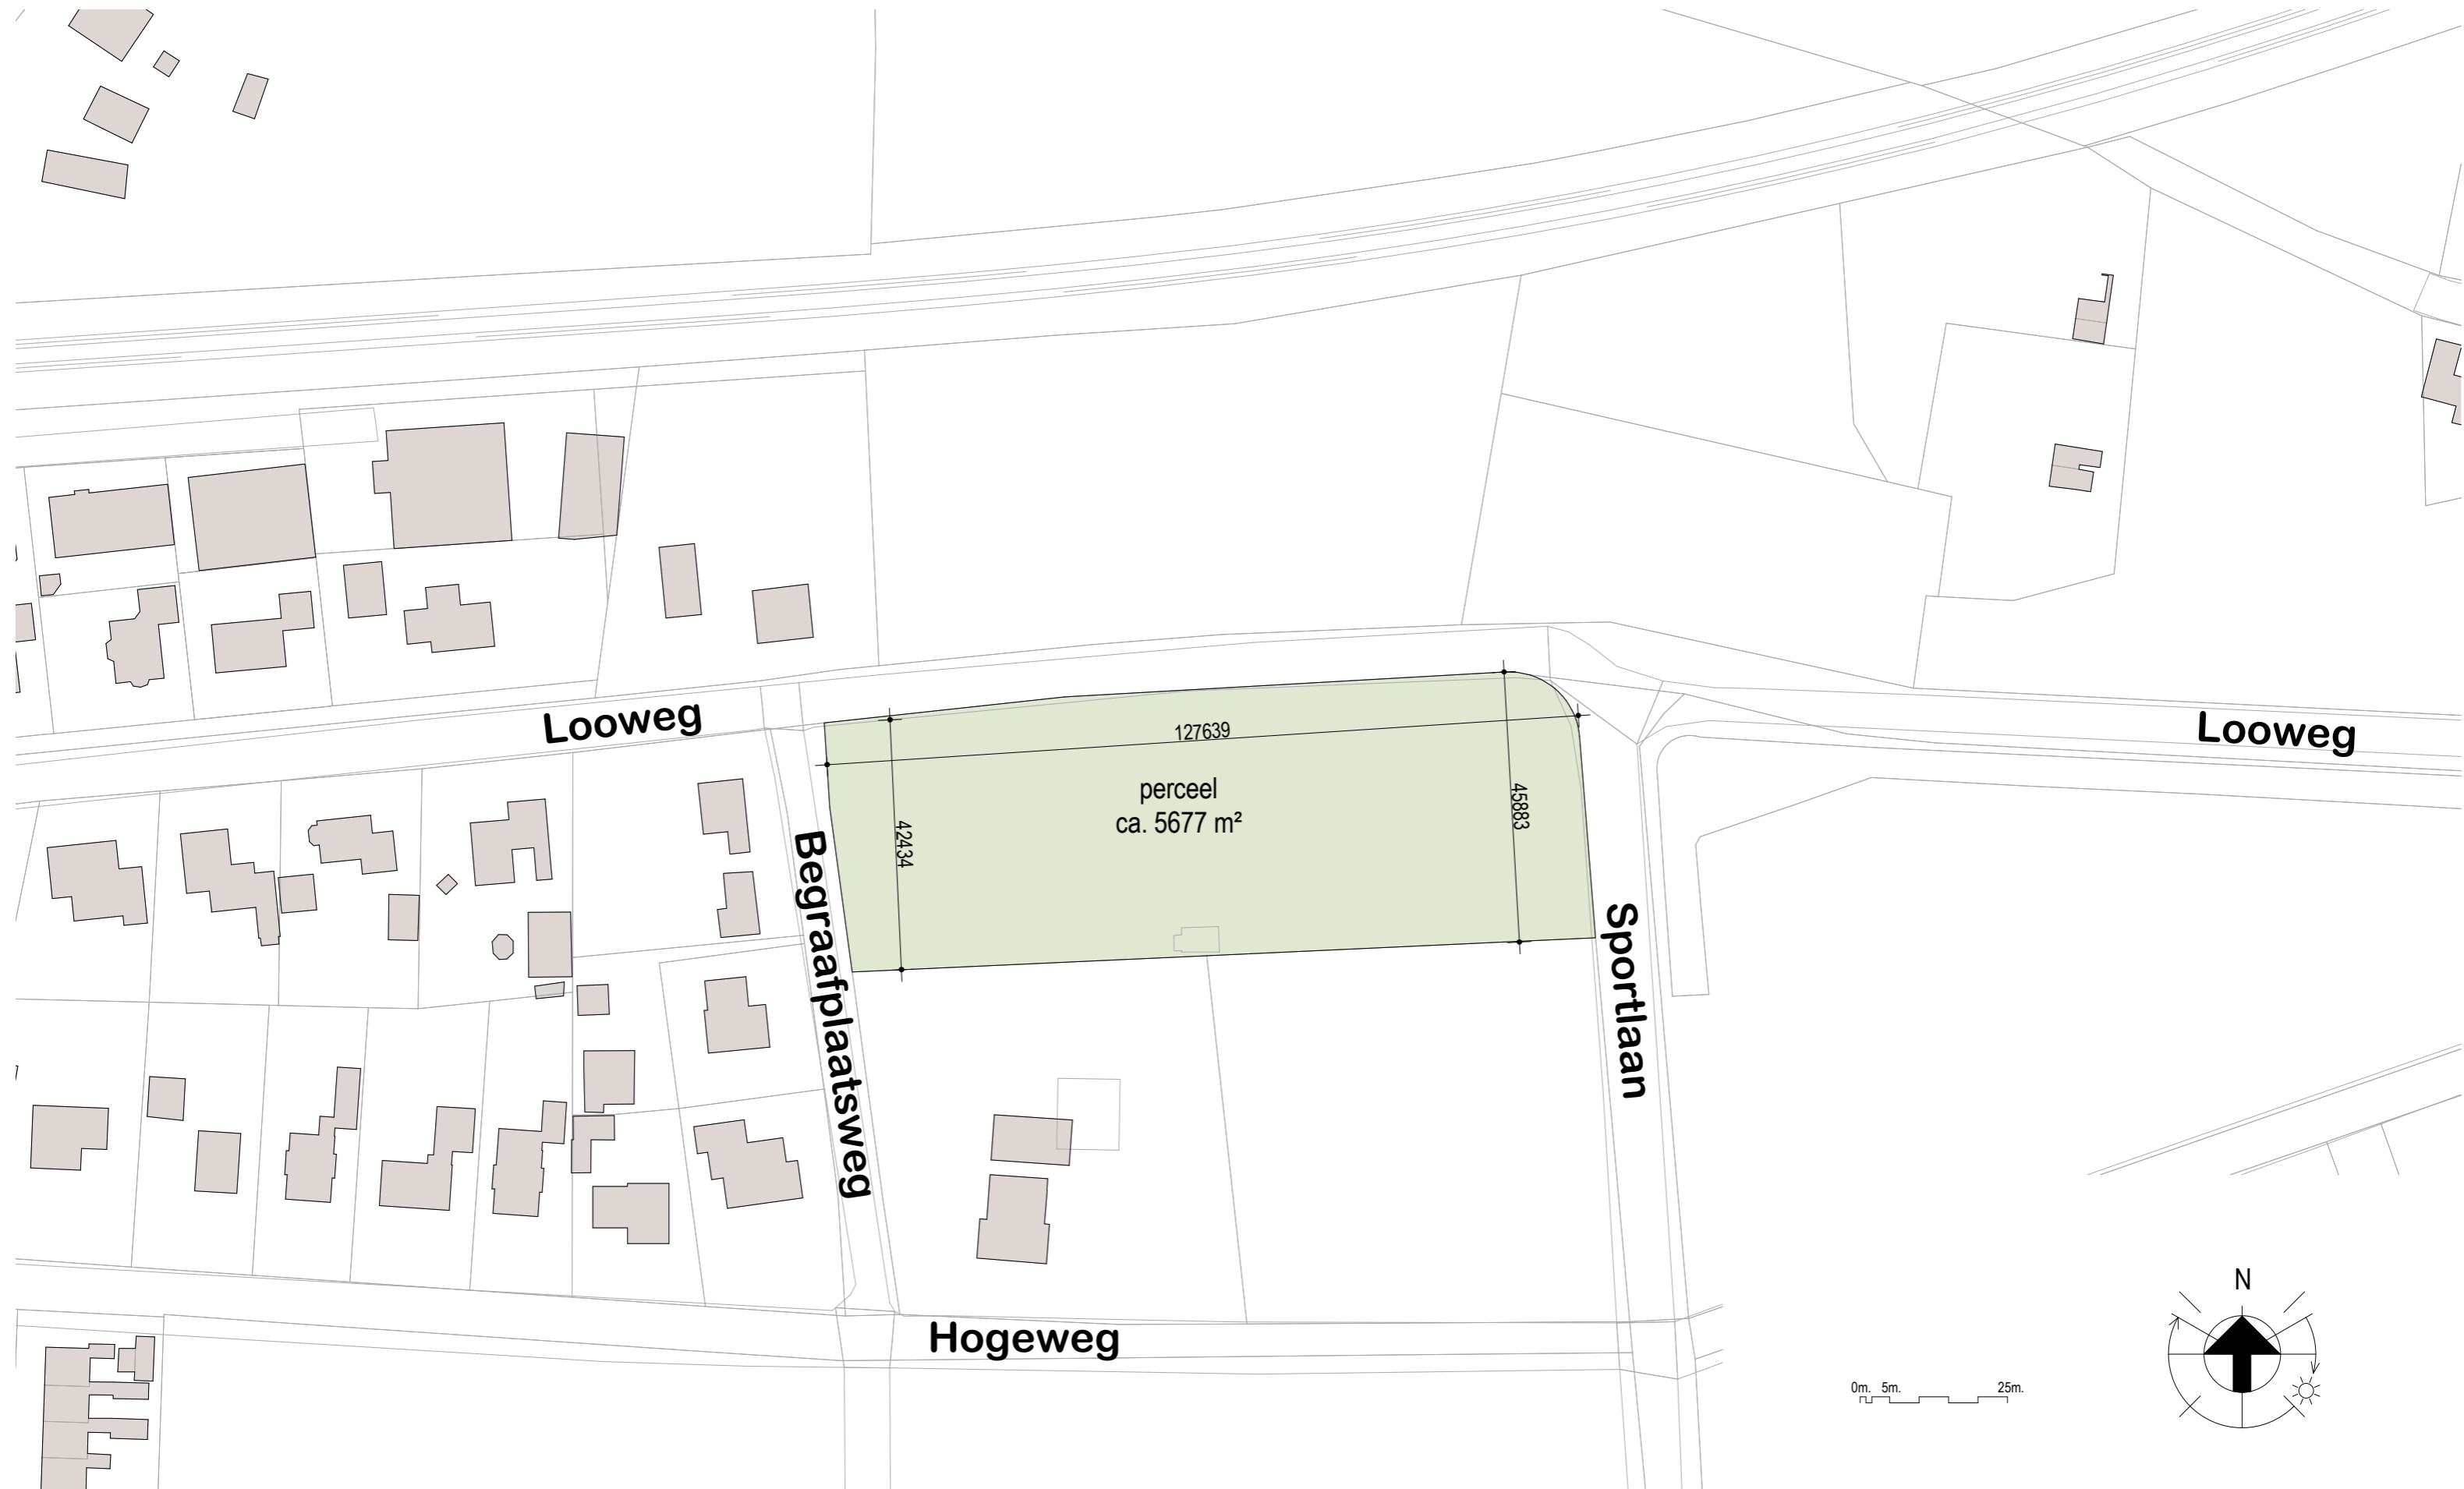 Looweg
127639
Looweg
perceel
ca. 5677 m²
42434
45883
Begraafplaatsweg
Sportlaan
N
Hogeweg
0m. 5m. 25m.